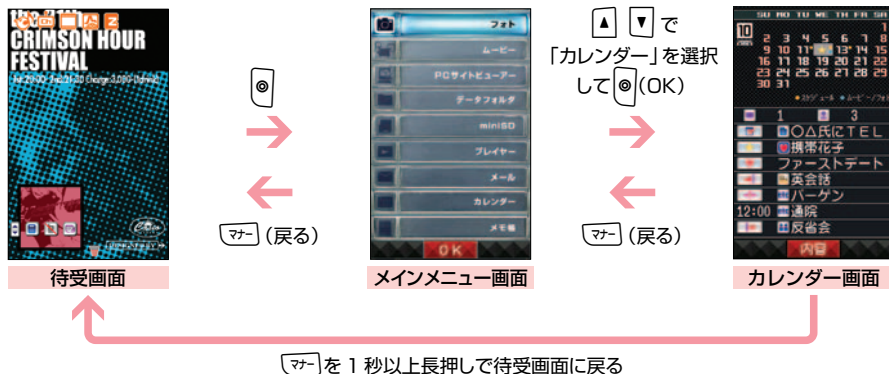 the 21th
CRIMSON HOUR
FESTIVAL
待受画面
マナー (戻る)
フォト
ムービー
PCサイトビューアー
データフォルダ
miniSD
プレイヤー
メール
カレンダー
メモ帳
OK
メインメニュー画面
▲ ▼ で
「カレンダー」を選択
して (OK)
マナー (戻る)
SU MO TU WE TH FR SA
10
1
2 3 4 5 6 7 8
9 10 11 13 14 15
16 17 18 19 20 21 22
23 24 25 26 27 28 29
30 31
1 3
○△氏にTEL
携帯花子
ファーストデート
英会話
バーゲン
12:00 通院
反省会
内容
カレンダー画面
マナー を 1 秒以上長押しで待受画面に戻る